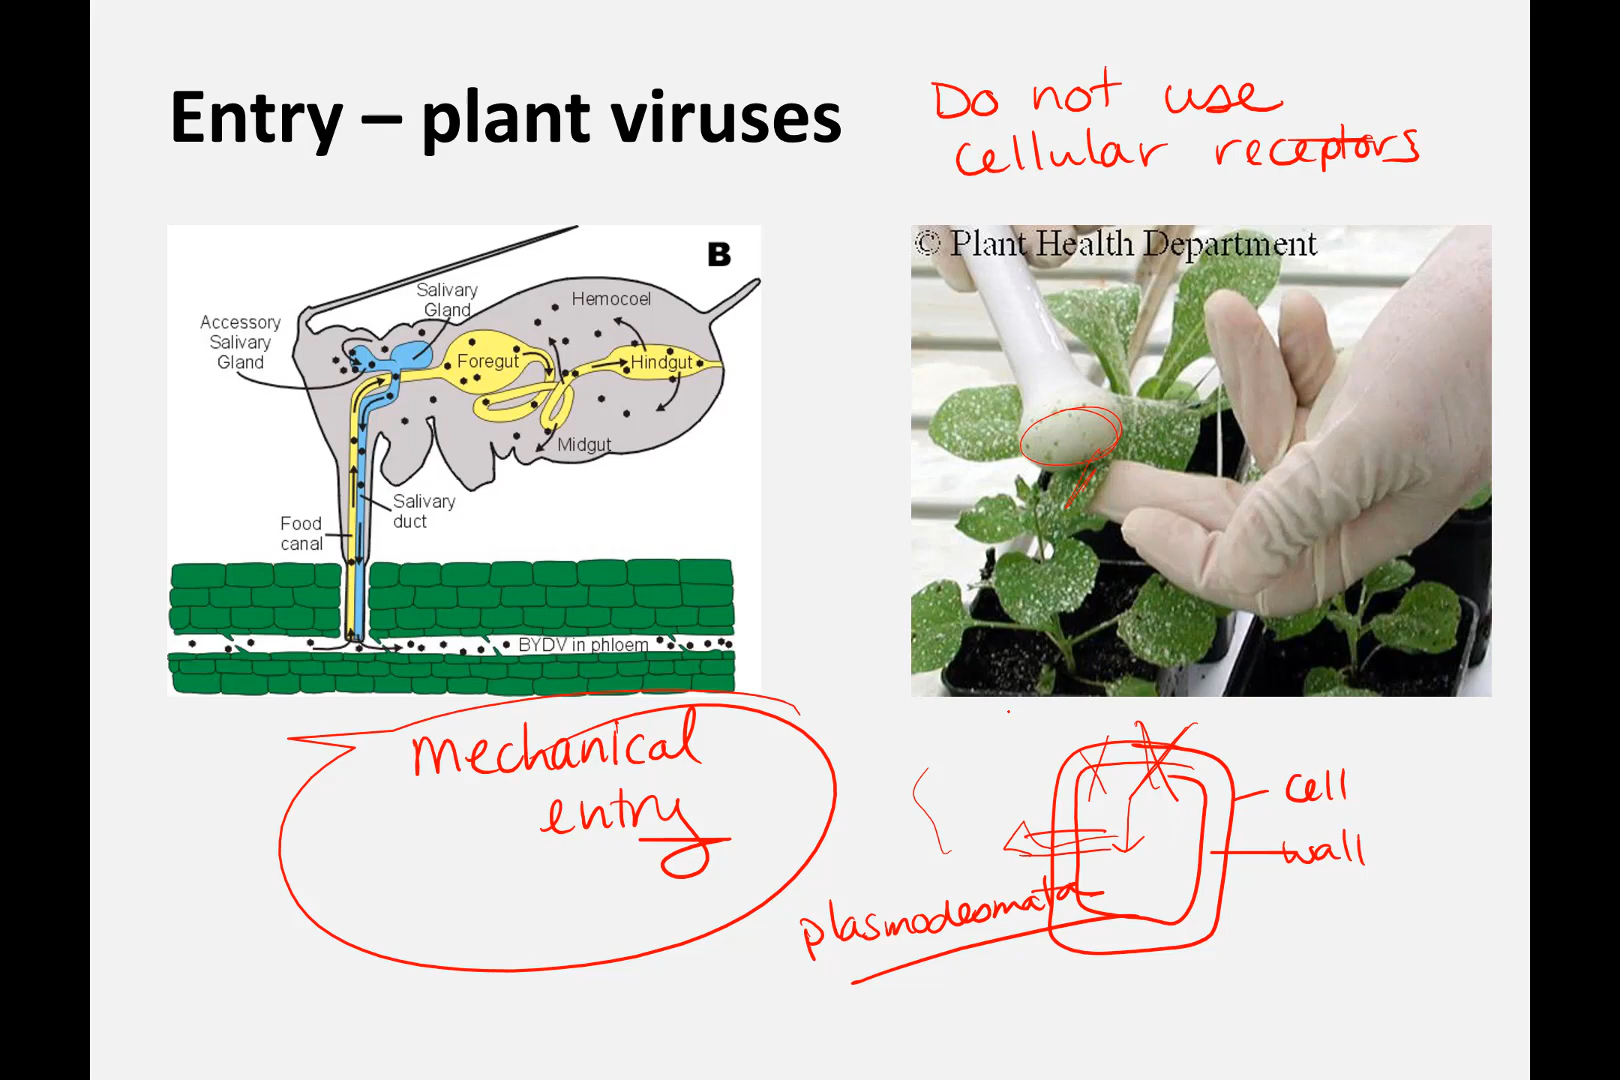 Entry – plant viruses
Do not use
cellular receptors
B
Salivary
Gland
Hemocoel
Accessory
Salivary
Gland
Foregut
Hindgut
Midgut
Salivary
duct
Food
canal
BYDV in phloem
© Plant Health Department
Mechanical
entry
cell
wall
plasmodesmata